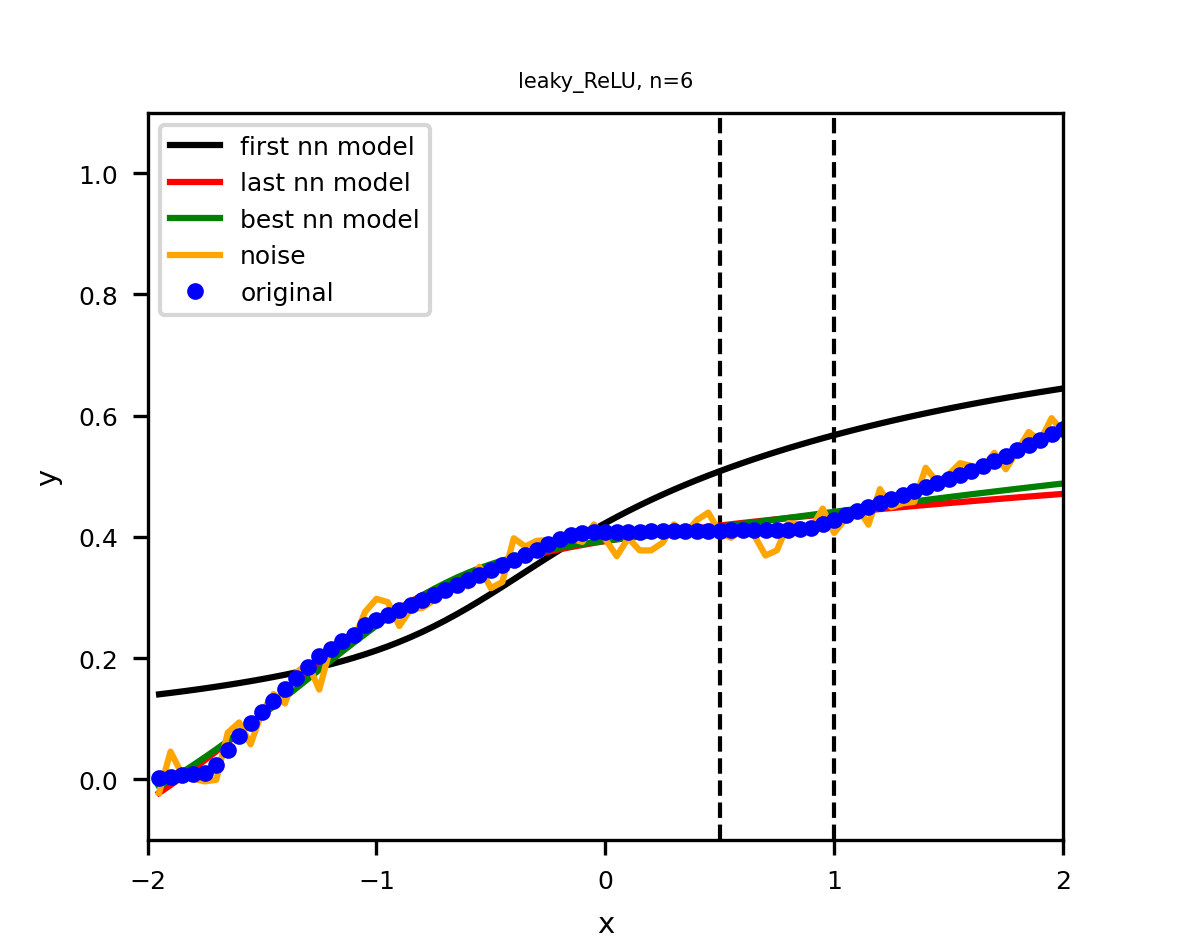 leaky_ReLU, n=6
first nn model
last nn model
best nn model
noise
original
1.0
0.8
0.6
0.4
0.2
0.0
y
−2 −1 0 1 2
x